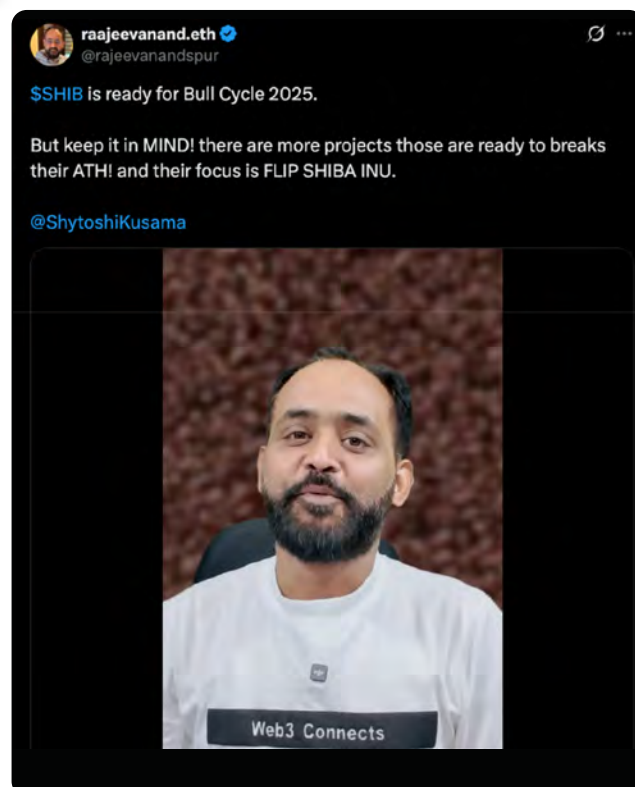 raajeevanand.eth
@rajeevanandspur
$SHIB is ready for Bull Cycle 2025.
But keep it in MIND! there are more projects those are ready to breaks
their ATH! and their focus is FLIP SHIBA INU.
@ShytoshiKusama
Web3 Connects